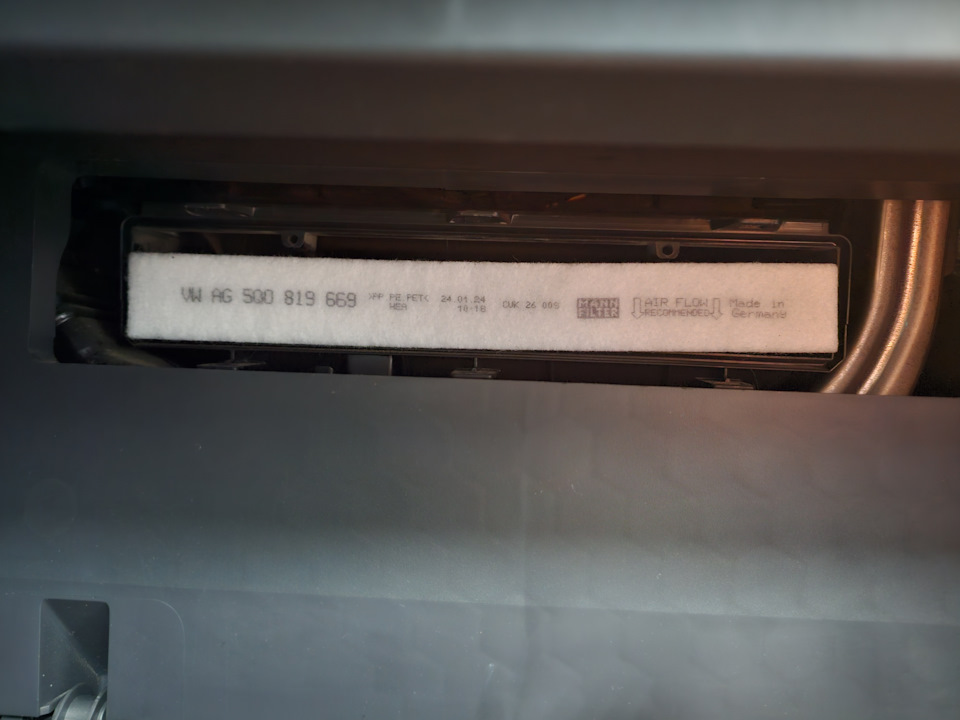 VW AG 5Q0 819 669
>PP PE PET<
24.01.24
10-18
CUK 26 009
MANN
FILTER
AIR FLOW
RECOMMENDED
Made in
Germany